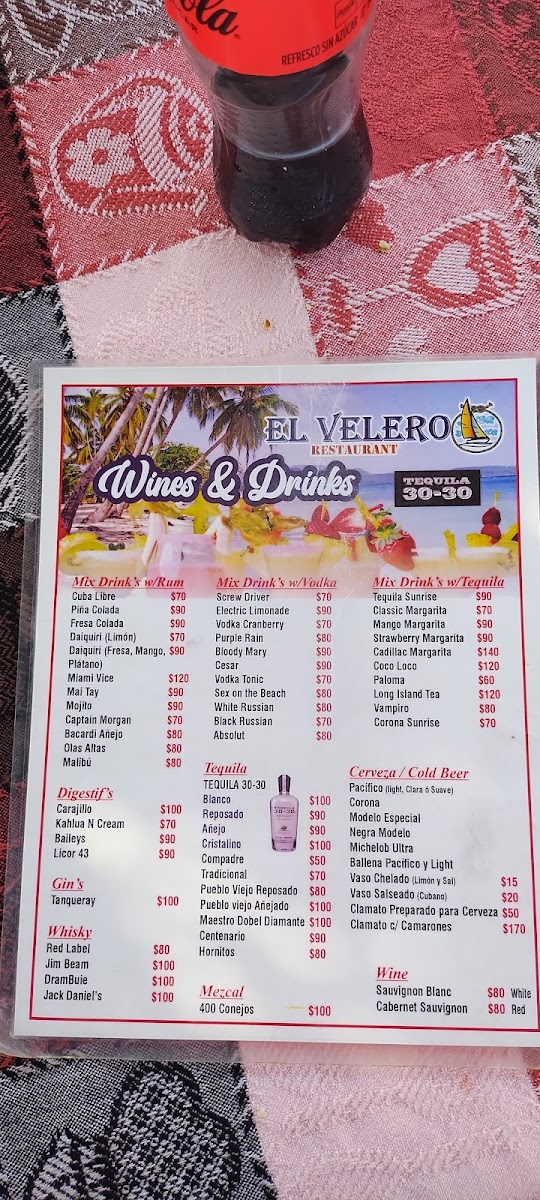 ola
REFRESCO SIN AZÚCAR
EL VELERO
RESTAURANT
Wines & Drinks
TEQUILA
30-30
Mix Drink's w/Rum
Cuba Libre $70
Piña Colada $90
Fresa Colada $90
Daiquiri (Limón) $70
Daiquiri (Fresa, Mango, $90
Plátano)
Miami Vice $120
Mai Tay $90
Mojito $90
Captain Morgan $70
Bacardi Añejo $80
Olas Altas $80
Malibú $80
Mix Drink's w/Vodka
Screw Driver $70
Electric Limonade $90
Vodka Cranberry $70
Purple Rain $80
Bloody Mary $90
Cesar $90
Vodka Tonic $70
Sex on the Beach $80
White Russian $80
Black Russian $70
Absolut $80
Mix Drink's w/Tequila
Tequila Sunrise $90
Classic Margarita $70
Mango Margarita $90
Strawberry Margarita $90
Cadillac Margarita $140
Coco Loco $120
Paloma $60
Long Island Tea $120
Vampiro $80
Corona Sunrise $70
Digestif's
Carajillo $100
Kahlua N Cream $70
Baileys $90
Licor 43 $90
Gin's
Tanqueray $100
Whisky
Red Label $80
Jim Beam $100
DramBuie $100
Jack Daniel's $100
Tequila
TEQUILA 30-30
Blanco $100
Reposado $90
Añejo $90
Cristalino $100
Compadre $50
Tradicional $70
Pueblo Viejo Reposado $80
Pueblo viejo Añejado $100
Maestro Dobel Diamante $100
Centenario $90
Hornitos $80
Mezcal
400 Conejos $100
Cerveza / Cold Beer
Pacífico (light, Clara ó Suave)
Corona
Modelo Especial
Negra Modelo
Michelob Ultra
Ballena Pacífico y Light
Vaso Chelado (Limón y Sal) $15
Vaso Salseado (Cubano) $20
Clamato Preparado para Cerveza $50
Clamato c/ Camarones $170
Wine
Sauvignon Blanc $80 White
Cabernet Sauvignon $80 Red